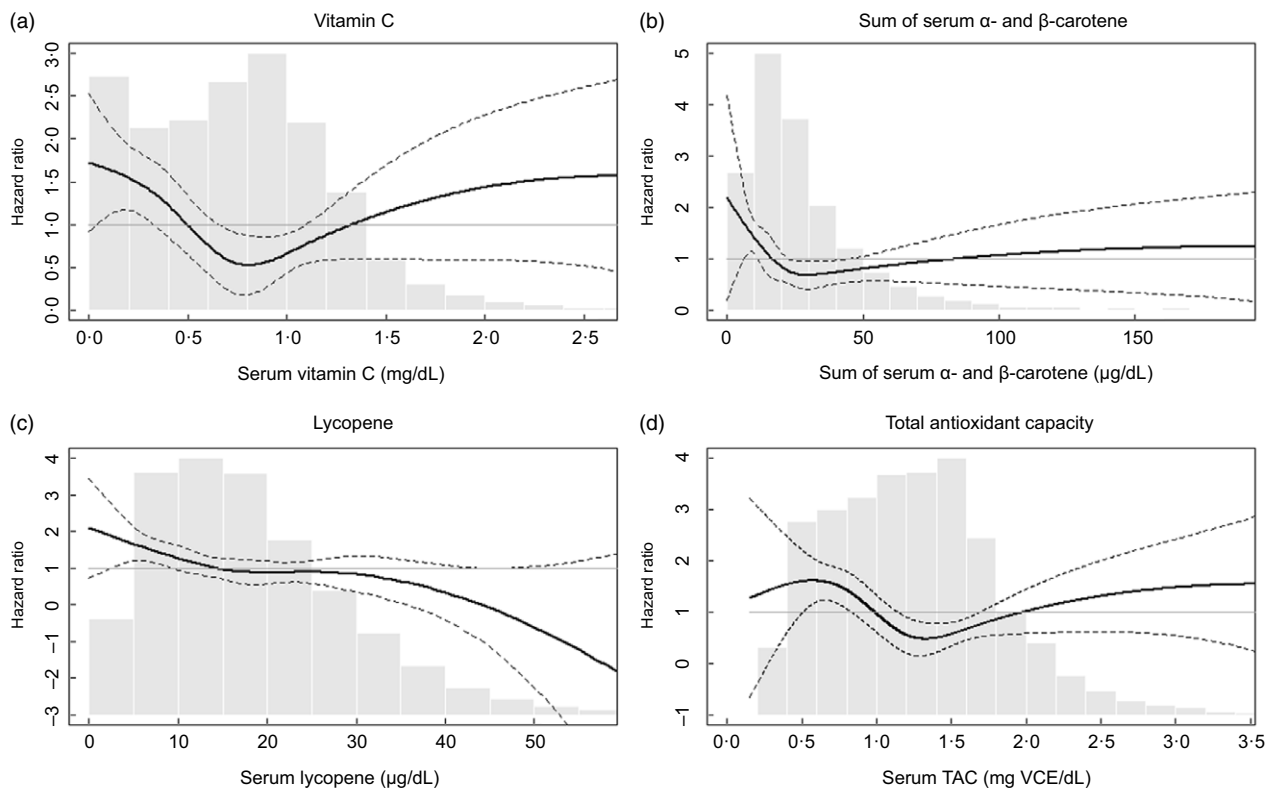 (a)
Vitamin C
3·0
2·5
2·0
1·5
1·0
0·5
0·0
Hazard ratio
0·0 0·5 1·0 1·5 2·0 2·5
Serum vitamin C (mg/dL)
(b)
Sum of serum α- and β-carotene
5
4
3
2
1
0
Hazard ratio
0 50 100 150
Sum of serum α- and β-carotene (µg/dL)
(c)
Lycopene
4
3
2
1
0
–1
–2
–3
Hazard ratio
0 10 20 30 40 50
Serum lycopene (µg/dL)
(d)
Total antioxidant capacity
4
3
2
1
0
–1
Hazard ratio
0·0 0·5 1·0 1·5 2·0 2·5 3·0 3·5
Serum TAC (mg VCE/dL)